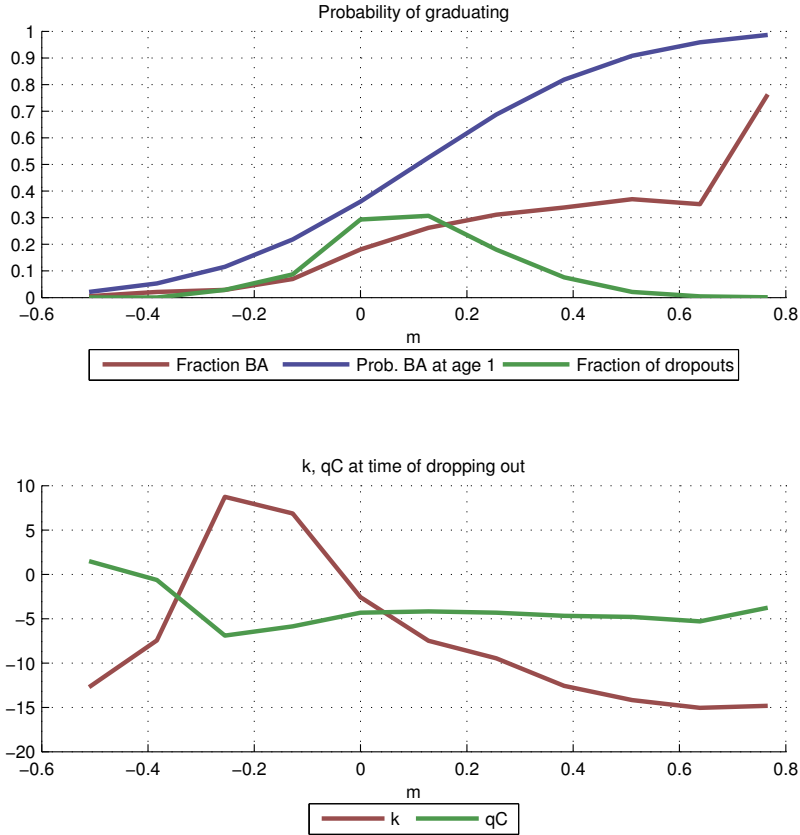 Probability of graduating
1
0.9
0.8
0.7
0.6
0.5
0.4
0.3
0.2
0.1
0
−0.6 −0.4 −0.2 0 0.2 0.4 0.6 0.8
m
Fraction BA Prob. BA at age 1 Fraction of dropouts
k, qC at time of dropping out
10
5
0
−5
−10
−15
−20
−0.6 −0.4 −0.2 0 0.2 0.4 0.6 0.8
m
k qC